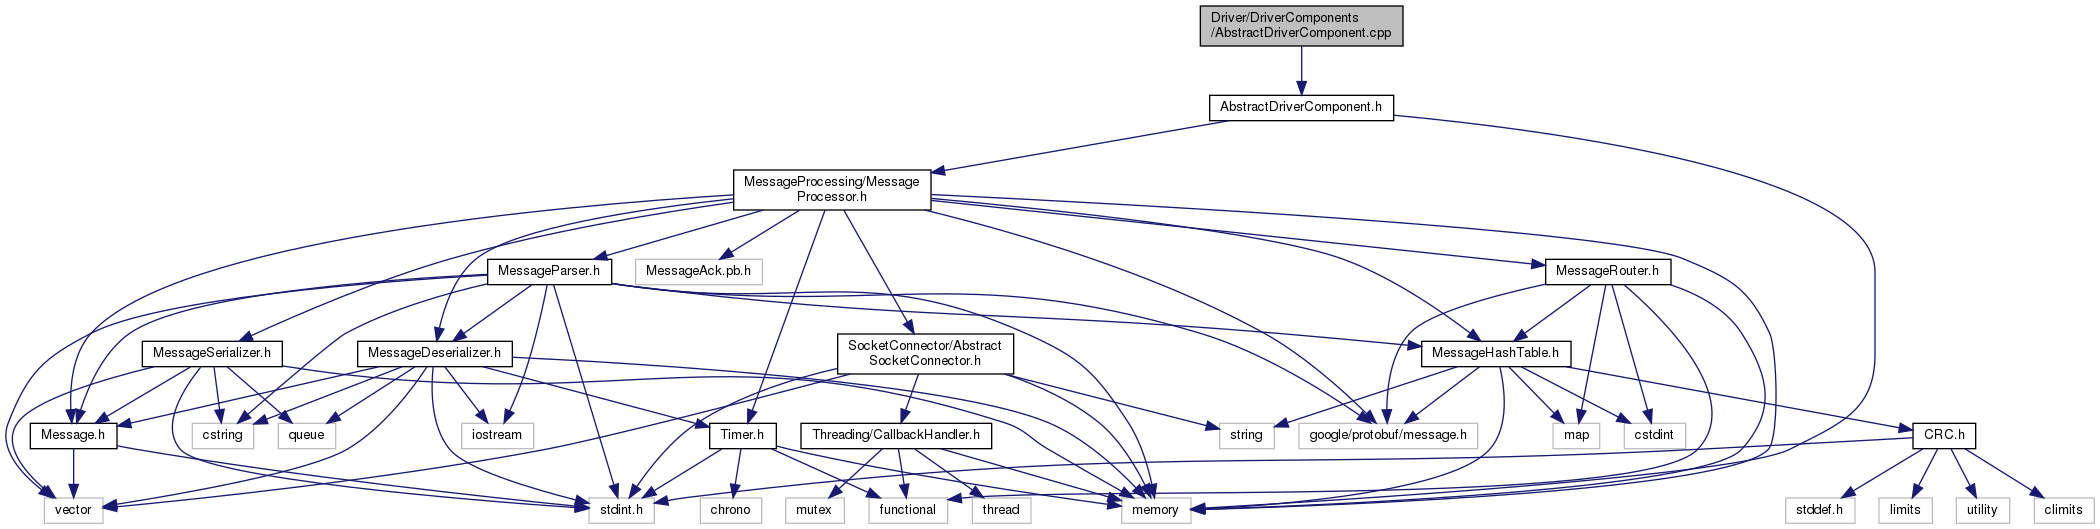 Driver/DriverComponents
/AbstractDriverComponent.cpp
AbstractDriverComponent.h
MessageProcessing/Message
Processor.h
MessageParser.h
MessageAck.pb.h
MessageRouter.h
MessageSerializer.h
MessageDeserializer.h
SocketConnector/Abstract
SocketConnector.h
MessageHashTable.h
Message.h
cstring
queue
iostream
Timer.h
Threading/CallbackHandler.h
string
google/protobuf/message.h
map
cstdint
CRC.h
vector
stdint.h
chrono
mutex
functional
thread
memory
stddef.h
limits
utility
climits